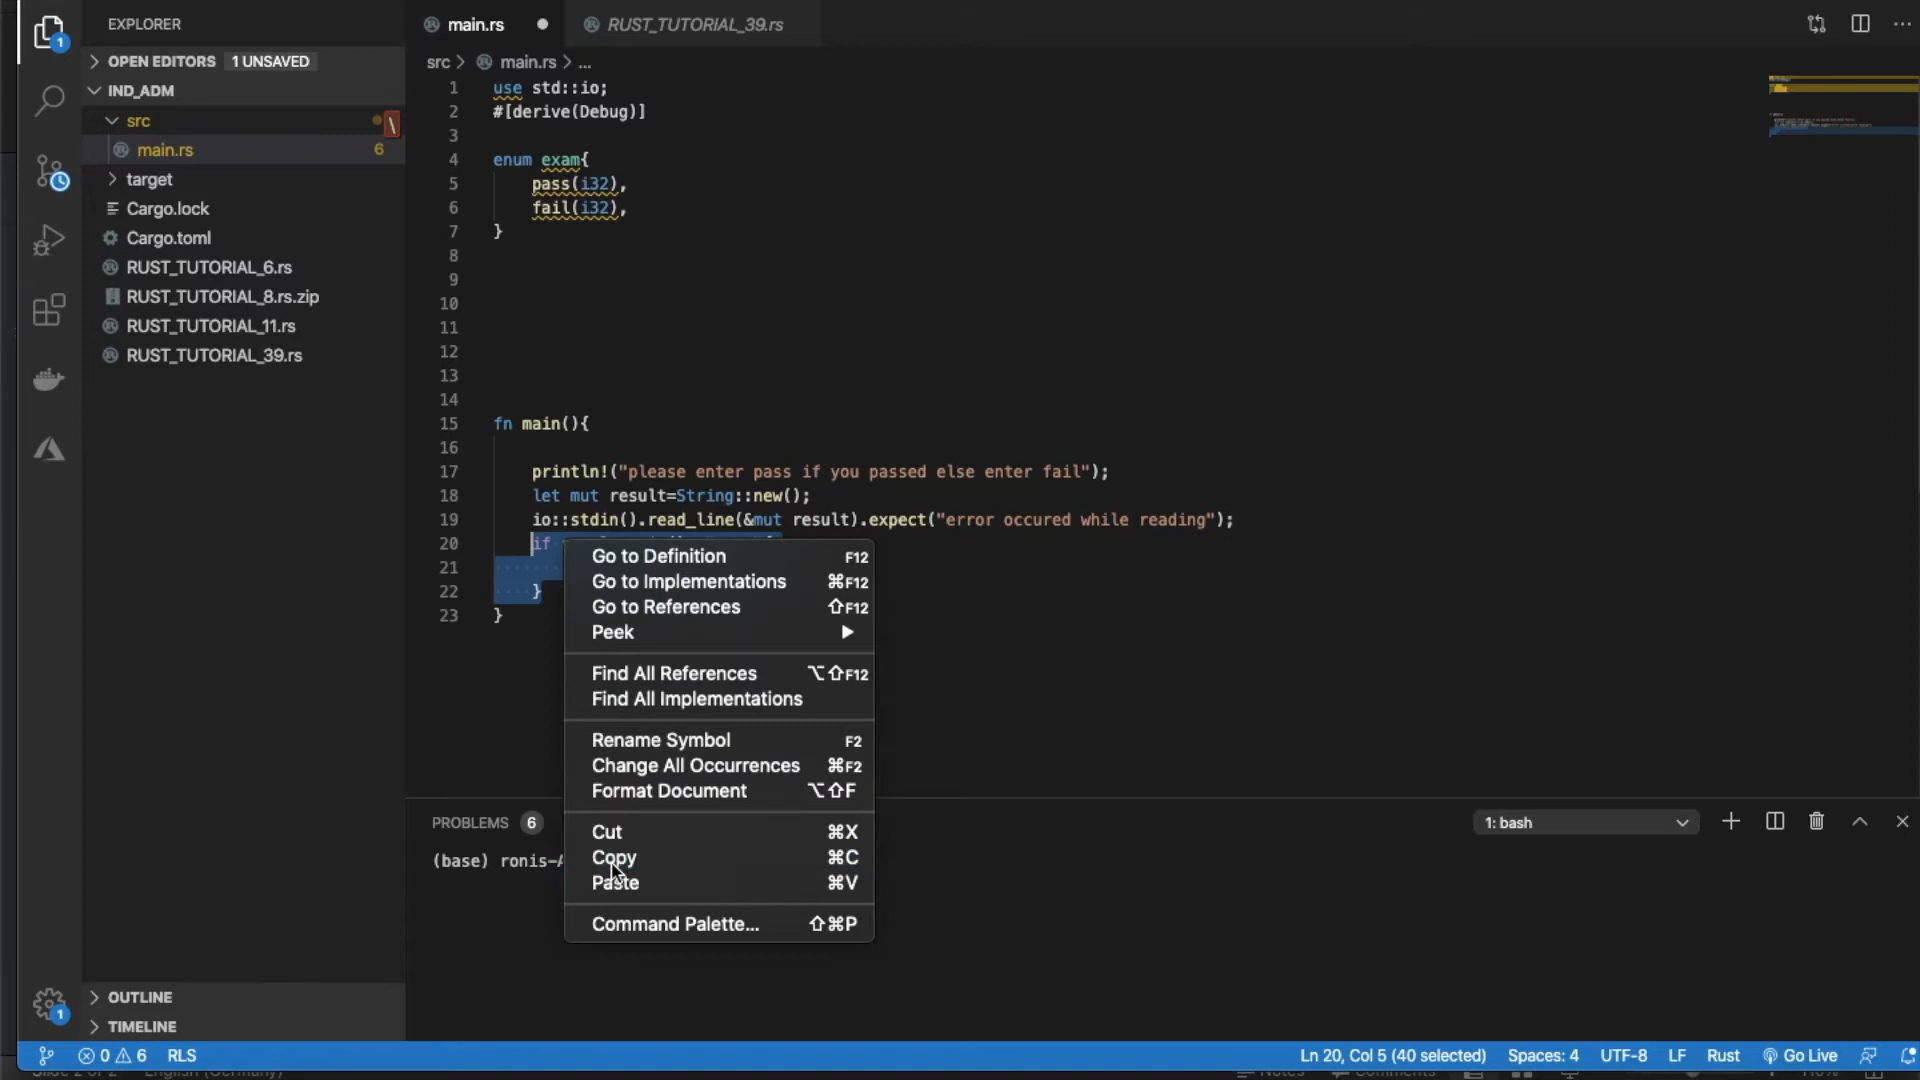 EXPLORER
OPEN EDITORS 1 UNSAVED
IND_ADM
src
main.rs 6
target
Cargo.lock
Cargo.toml
RUST_TUTORIAL_6.rs
RUST_TUTORIAL_8.rs.zip
RUST_TUTORIAL_11.rs
RUST_TUTORIAL_39.rs
OUTLINE
TIMELINE
1
1
main.rs
RUST_TUTORIAL_39.rs
src > main.rs > ...
1 use std::io;
2 #[derive(Debug)]
3
4 enum exam{
5 pass(i32),
6 fail(i32),
7 }
8
9
10
11
12
13
14
15 fn main(){
16
17 println!("please enter pass if you passed else enter fail");
18 let mut result=String::new();
19 io::stdin().read_line(&mut result).expect("error occured while reading");
20 if
21
22 }
23 }
Go to Definition F12
Go to Implementations ⌘F12
Go to References ⇧F12
Peek
Find All References ⌥⇧F12
Find All Implementations
Rename Symbol F2
Change All Occurrences ⌘F2
Format Document ⌥⇧F
Cut ⌘X
Copy ⌘C
Paste ⌘V
Command Palette... ⇧⌘P
PROBLEMS 6
1: bash
(base) ronis-
0 6 RLS
Ln 20, Col 5 (40 selected) Spaces: 4 UTF-8 LF Rust Go Live